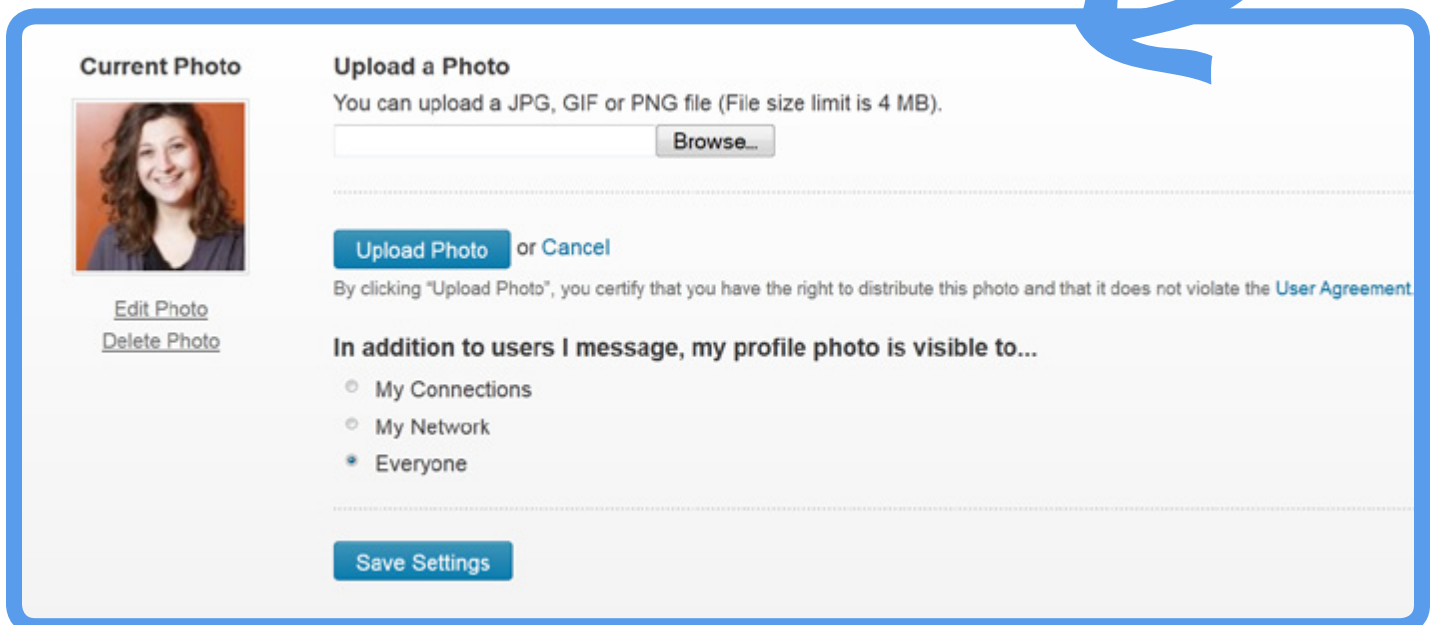 Current Photo
Edit Photo
Delete Photo
Upload a Photo
You can upload a JPG, GIF or PNG file (File size limit is 4 MB).
Browse...
Upload Photo or Cancel
By clicking "Upload Photo", you certify that you have the right to distribute this photo and that it does not violate the User Agreement.
In addition to users I message, my profile photo is visible to...
My Connections
My Network
Everyone
Save Settings